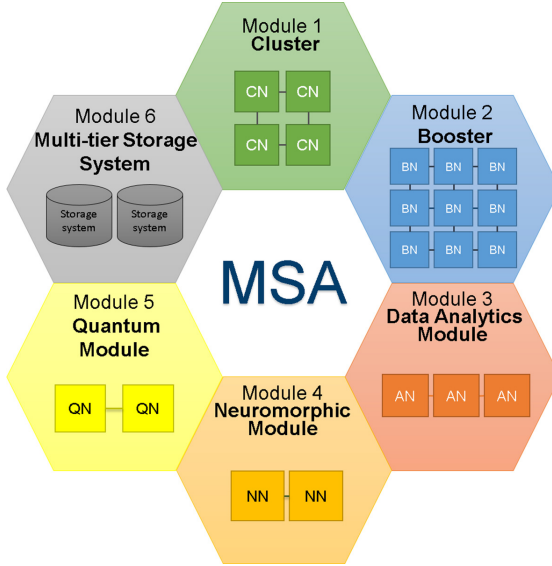 Module 1
Cluster
CN CN
CN CN
Module 2
Booster
BN BN BN
BN BN BN
BN BN BN
Module 3
Data Analytics
Module
AN AN AN
Module 4
Neuromorphic
Module
NN NN
Module 5
Quantum
Module
QN QN
Module 6
Multi-tier Storage
System
Storage
system
Storage
system
MSA